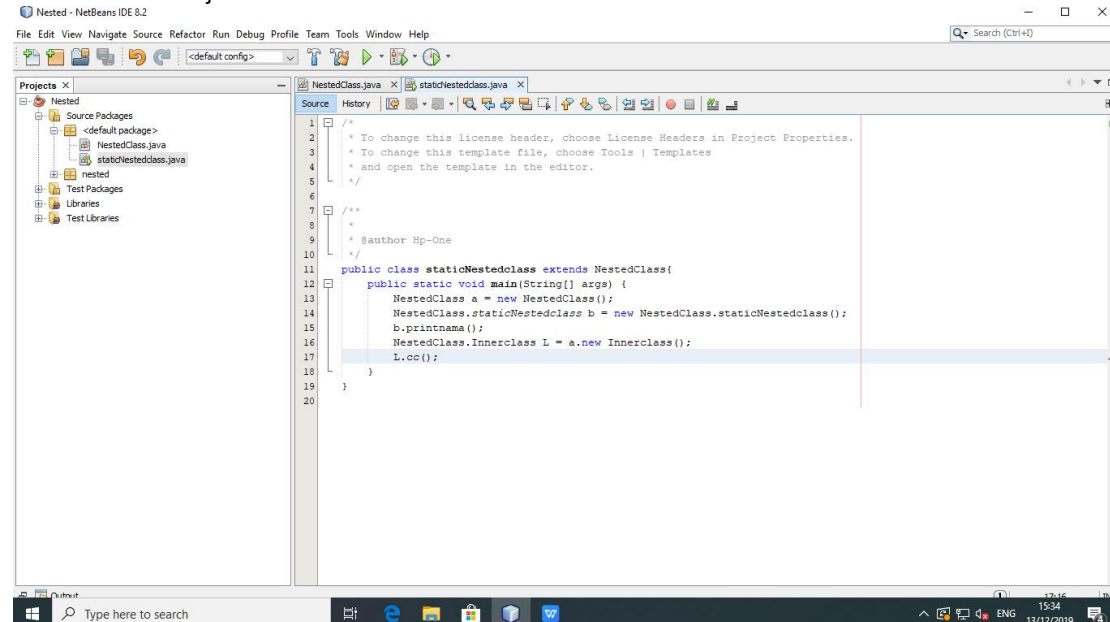 Nested - NetBeans IDE 8.2
File Edit View Navigate Source Refactor Run Debug Profile Team Tools Window Help
Search (Ctrl+I)
<default config>
Projects
Nested
Source Packages
<default package>
NestedClass.java
staticNestedclass.java
nested
Test Packages
Libraries
Test Libraries
NestedClass.java staticNestedclass.java
Source History
1 /*
2 * To change this license header, choose License Headers in Project Properties.
3 * To change this template file, choose Tools | Templates
4 * and open the template in the editor.
5 */
6
7 /**
8 *
9 * @author Hp-One
10 */
11 public class staticNestedclass extends NestedClass{
12 public static void main(String[] args) {
13 NestedClass a = new NestedClass();
14 NestedClass.staticNestedclass b = new NestedClass.staticNestedclass();
15 b.printnama();
16 NestedClass.Innerclass L = a.new Innerclass();
17 L.cc();
18 }
19 }
20
Output
1 17:16
Type here to search
ENG
15:34
13/12/2019
4